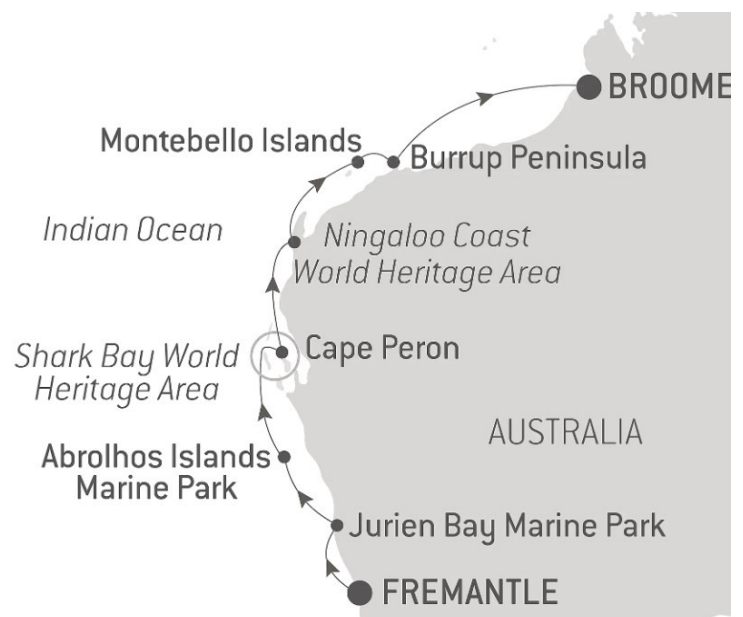 BROOME
Montebello Islands
Burrup Peninsula
Indian Ocean
Ningaloo Coast
World Heritage Area
Cape Peron
Shark Bay World
Heritage Area
AUSTRALIA
Abrolhos Islands
Marine Park
Jurien Bay Marine Park
FREMANTLE